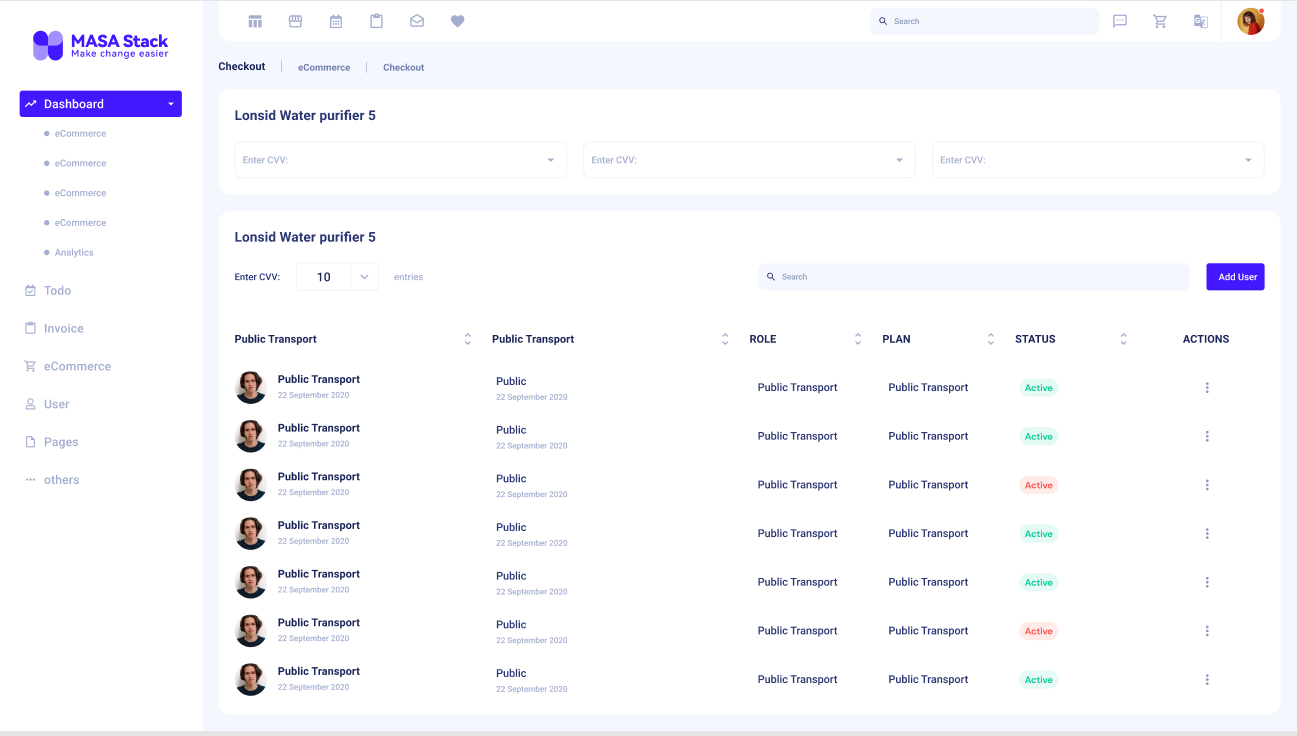 MASA Stack
Make change easier
Search
Checkout eCommerce Checkout
Dashboard
eCommerce
eCommerce
eCommerce
eCommerce
Analytics
Todo
Invoice
eCommerce
User
Pages
others
Lonsid Water purifier 5
Enter CVV: Enter CVV: Enter CVV:
Lonsid Water purifier 5
Enter CVV: 10 entries Search Add User
Public Transport Public Transport ROLE PLAN STATUS ACTIONS
Public Transport Public Public Transport Public Transport Active
22 September 2020 22 September 2020
Public Transport Public Public Transport Public Transport Active
22 September 2020 22 September 2020
Public Transport Public Public Transport Public Transport Active
22 September 2020 22 September 2020
Public Transport Public Public Transport Public Transport Active
22 September 2020 22 September 2020
Public Transport Public Public Transport Public Transport Active
22 September 2020 22 September 2020
Public Transport Public Public Transport Public Transport Active
22 September 2020 22 September 2020
Public Transport Public Public Transport Public Transport Active
22 September 2020 22 September 2020